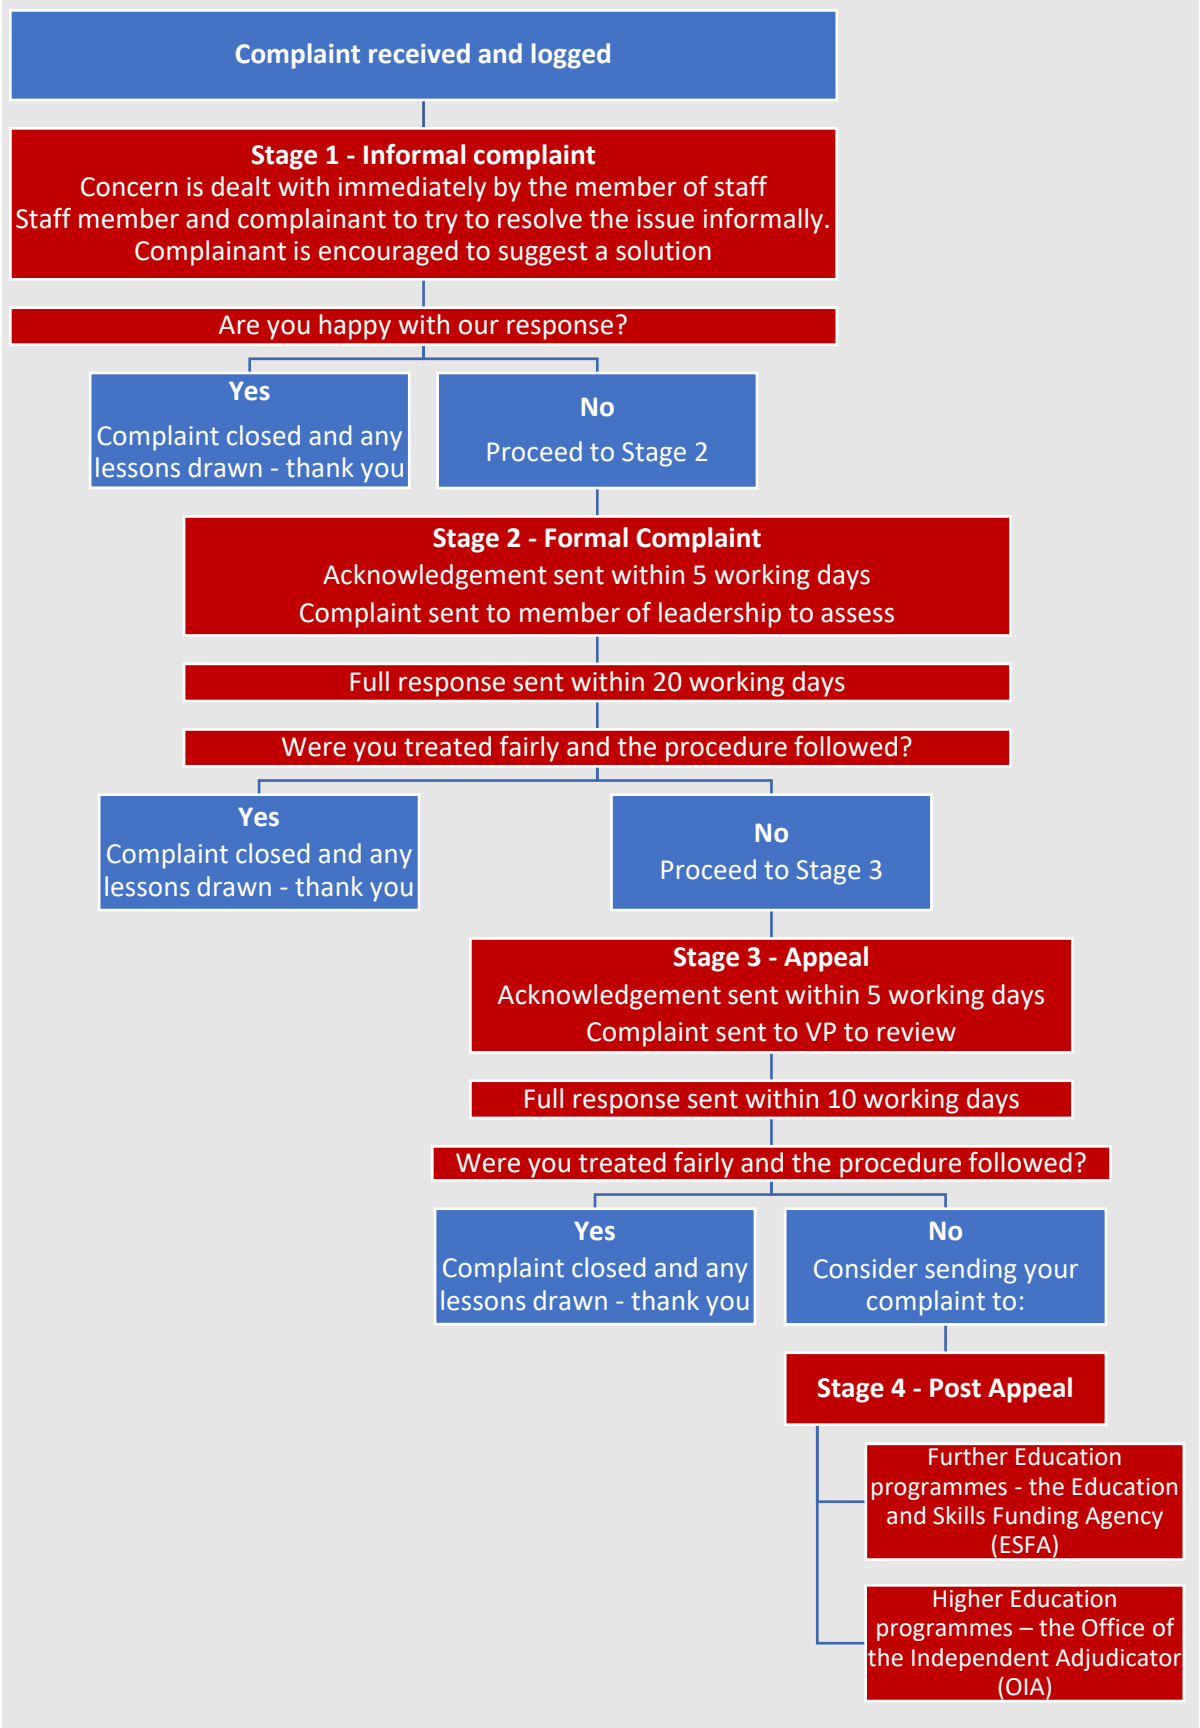 Complaint received and logged
Stage 1 - Informal complaint
Concern is dealt with immediately by the member of staff
Staff member and complainant to try to resolve the issue informally.
Complainant is encouraged to suggest a solution
Are you happy with our response?
Yes
Complaint closed and any
lessons drawn - thank you
No
Proceed to Stage 2
Stage 2 - Formal Complaint
Acknowledgement sent within 5 working days
Complaint sent to member of leadership to assess
Full response sent within 20 working days
Were you treated fairly and the procedure followed?
Yes
Complaint closed and any
lessons drawn - thank you
No
Proceed to Stage 3
Stage 3 - Appeal
Acknowledgement sent within 5 working days
Complaint sent to VP to review
Full response sent within 10 working days
Were you treated fairly and the procedure followed?
Yes
Complaint closed and any
lessons drawn - thank you
No
Consider sending your
complaint to:
Stage 4 - Post Appeal
Further Education
programmes - the Education
and Skills Funding Agency
(ESFA)
Higher Education
programmes – the Office of
the Independent Adjudicator
(OIA)